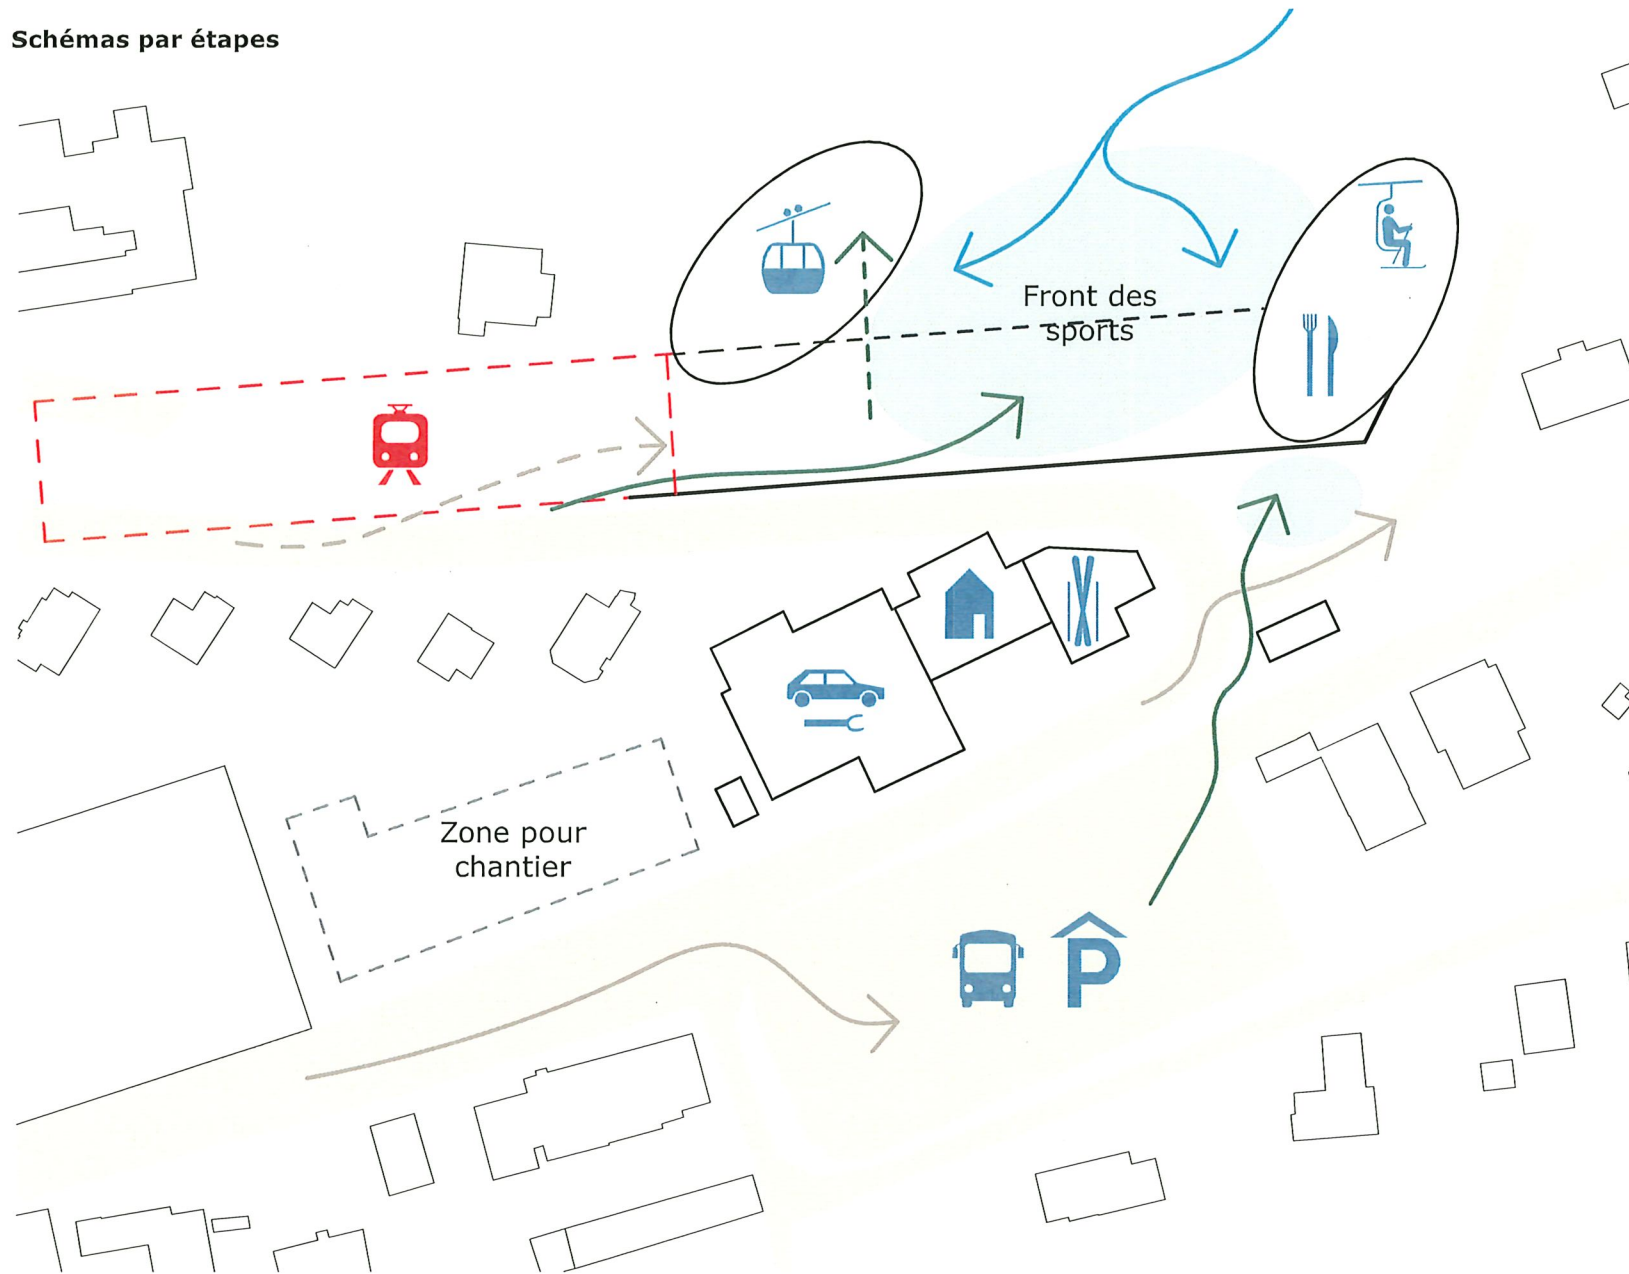 Schémas par étapes
Front des
sports
Zone pour
chantier
P